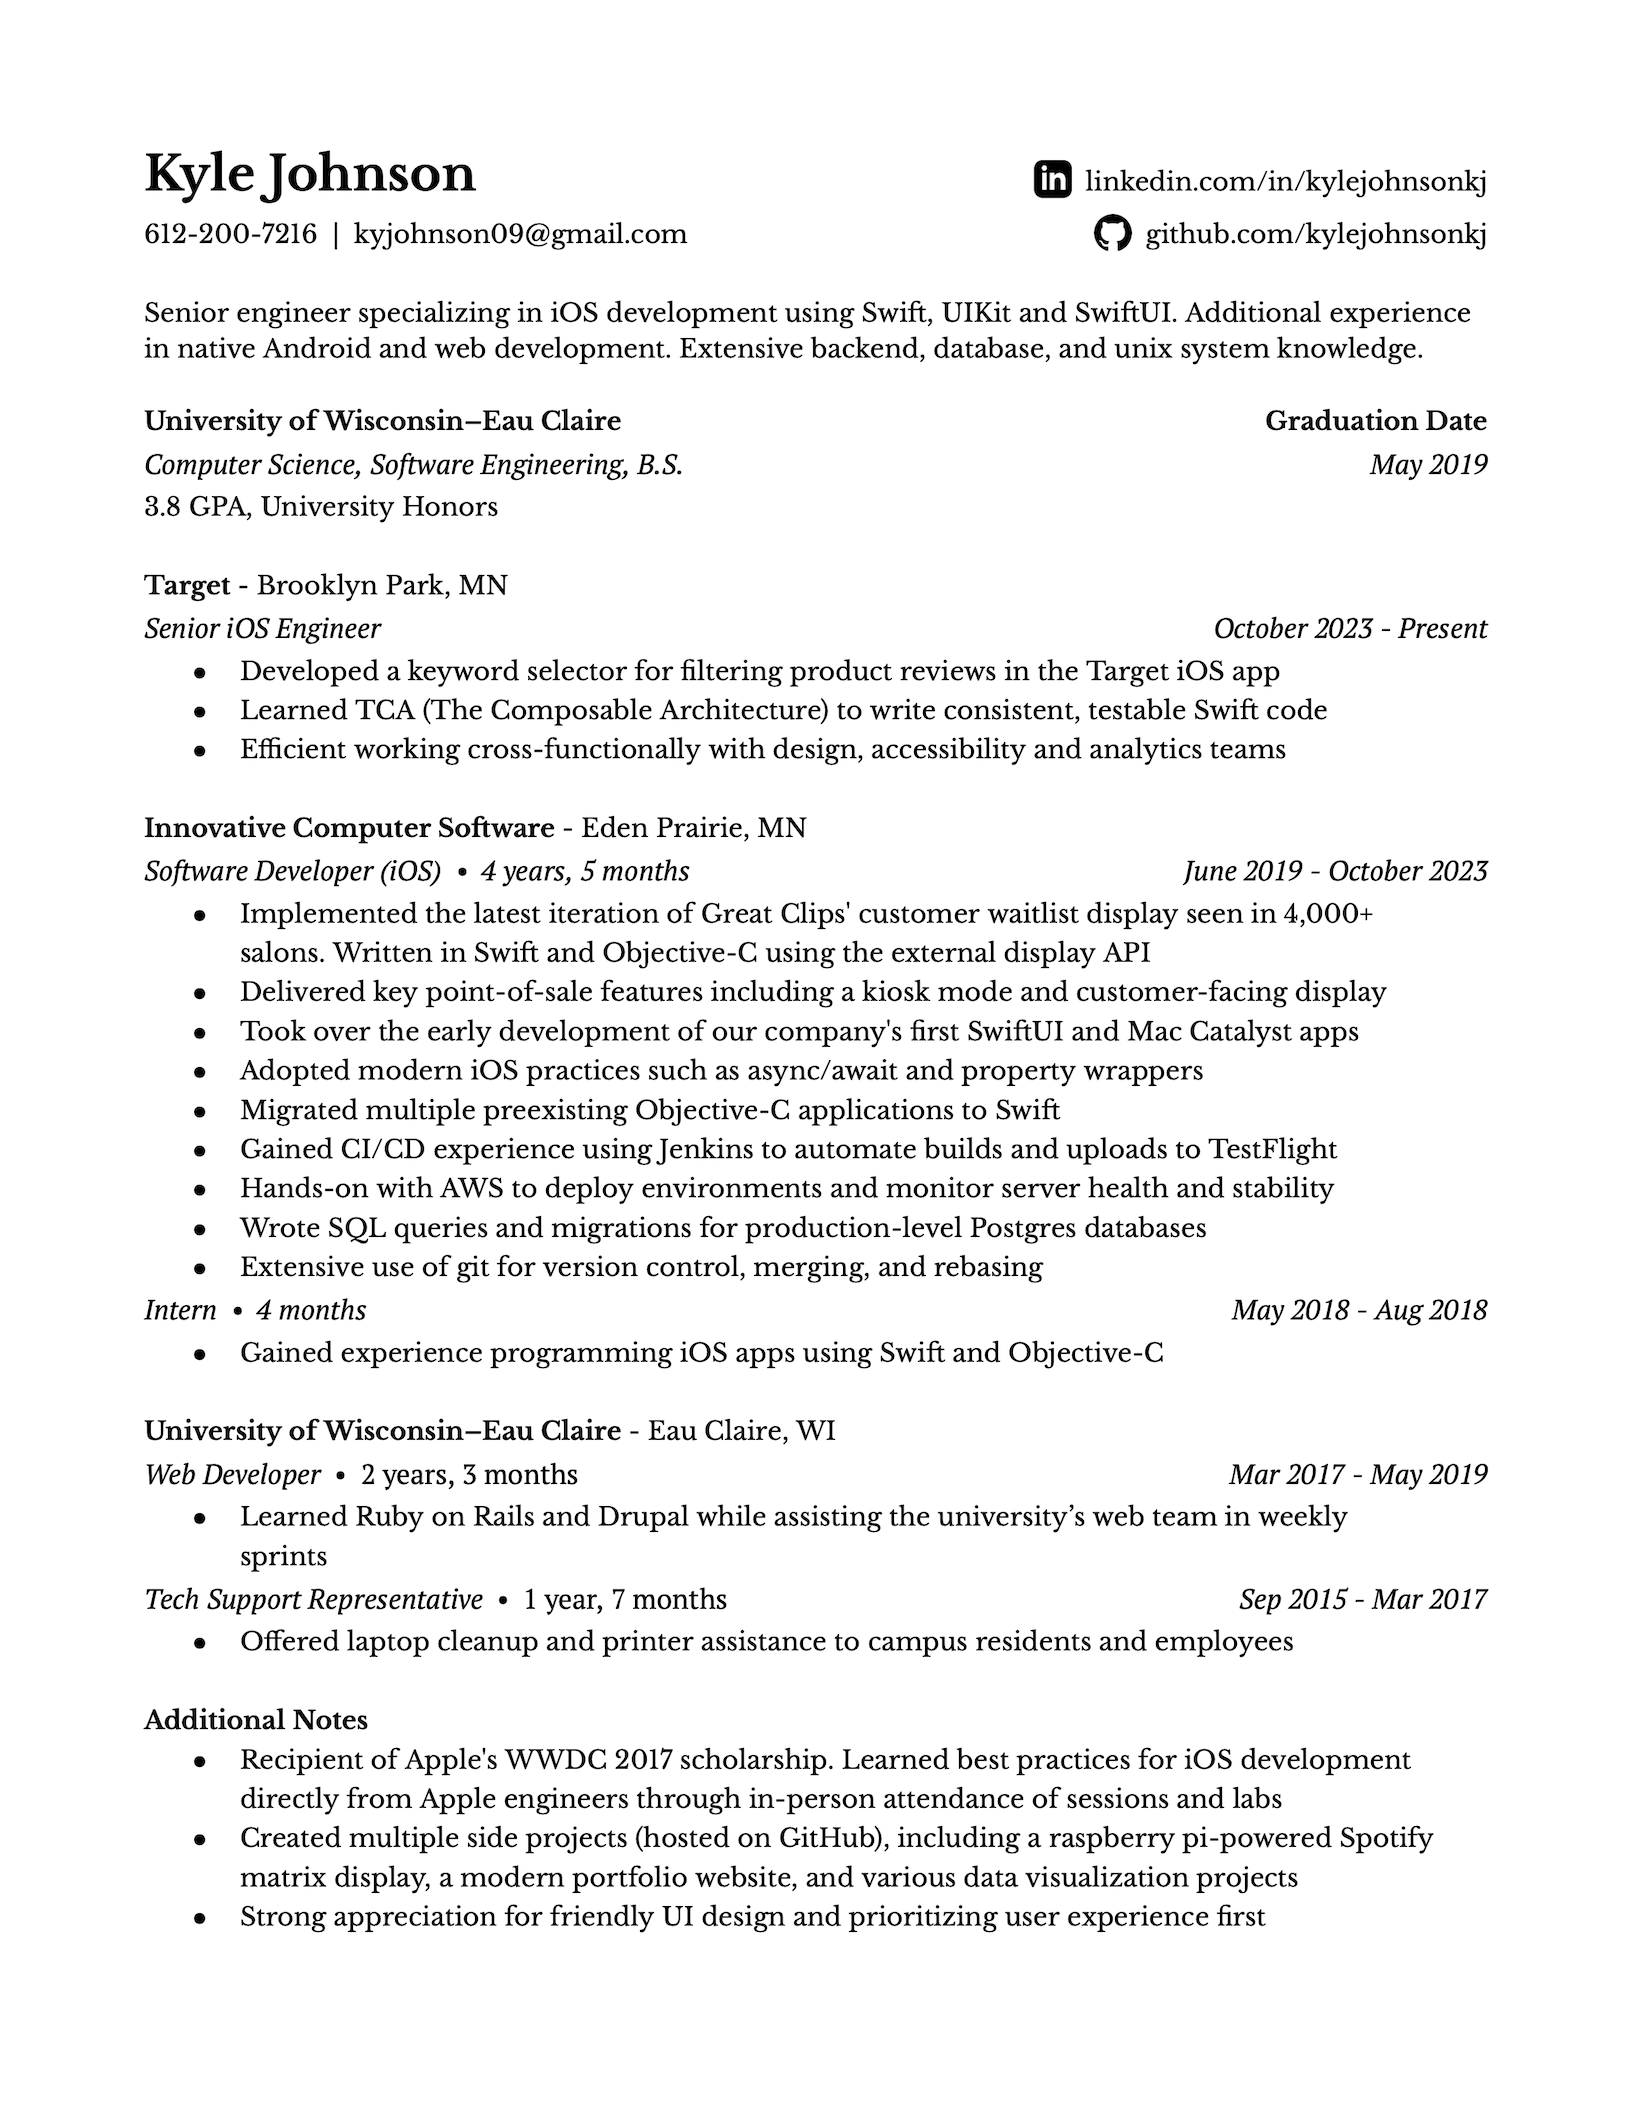 Kyle Johnson
linkedin.com/in/kylejohnsonkj
612-200-7216 | kyjohnson09@gmail.com
github.com/kylejohnsonkj
Senior engineer specializing in iOS development using Swift, UIKit and SwiftUI. Additional experience
in native Android and web development. Extensive backend, database, and unix system knowledge.
University of Wisconsin–Eau Claire
Graduation Date
Computer Science, Software Engineering, B.S.
May 2019
3.8 GPA, University Honors
Target - Brooklyn Park, MN
Senior iOS Engineer
October 2023 - Present
● Developed a keyword selector for filtering product reviews in the Target iOS app
● Learned TCA (The Composable Architecture) to write consistent, testable Swift code
● Efficient working cross-functionally with design, accessibility and analytics teams
Innovative Computer Software - Eden Prairie, MN
Software Developer (iOS) • 4 years, 5 months
June 2019 - October 2023
● Implemented the latest iteration of Great Clips' customer waitlist display seen in 4,000+
salons. Written in Swift and Objective-C using the external display API
● Delivered key point-of-sale features including a kiosk mode and customer-facing display
● Took over the early development of our company's first SwiftUI and Mac Catalyst apps
● Adopted modern iOS practices such as async/await and property wrappers
● Migrated multiple preexisting Objective-C applications to Swift
● Gained CI/CD experience using Jenkins to automate builds and uploads to TestFlight
● Hands-on with AWS to deploy environments and monitor server health and stability
● Wrote SQL queries and migrations for production-level Postgres databases
● Extensive use of git for version control, merging, and rebasing
Intern • 4 months
May 2018 - Aug 2018
● Gained experience programming iOS apps using Swift and Objective-C
University of Wisconsin–Eau Claire - Eau Claire, WI
Web Developer • 2 years, 3 months
Mar 2017 - May 2019
● Learned Ruby on Rails and Drupal while assisting the university’s web team in weekly
sprints
Tech Support Representative • 1 year, 7 months
Sep 2015 - Mar 2017
● Offered laptop cleanup and printer assistance to campus residents and employees
Additional Notes
● Recipient of Apple's WWDC 2017 scholarship. Learned best practices for iOS development
directly from Apple engineers through in-person attendance of sessions and labs
● Created multiple side projects (hosted on GitHub), including a raspberry pi-powered Spotify
matrix display, a modern portfolio website, and various data visualization projects
● Strong appreciation for friendly UI design and prioritizing user experience first